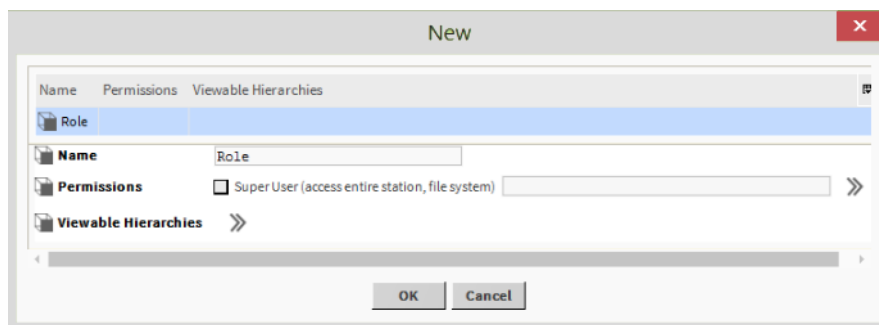 New
Name Permissions Viewable Hierarchies
Role
Name Role
Permissions Super User (access entire station, file system)
Viewable Hierarchies
OK Cancel